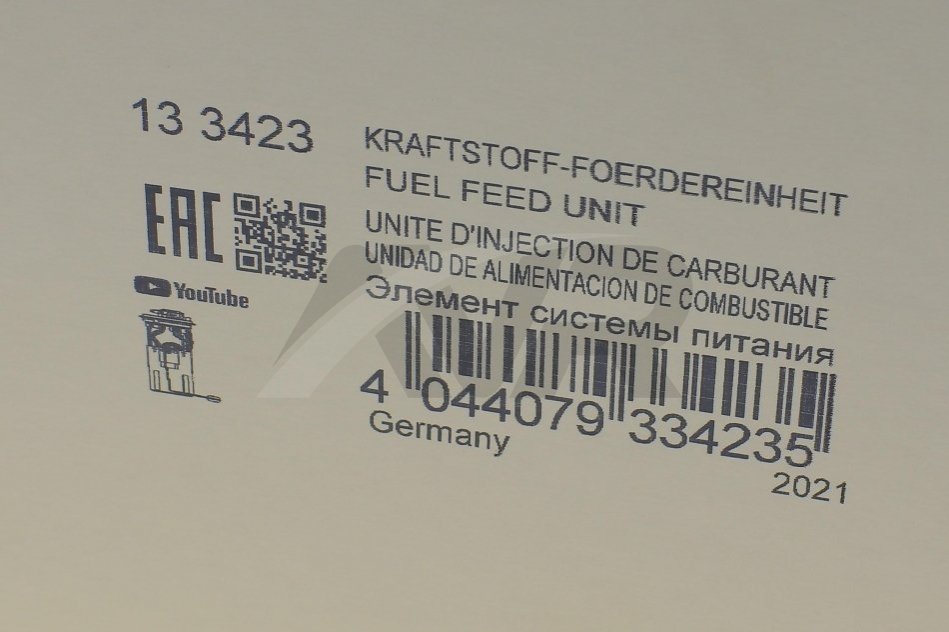 13 3423
KRAFTSTOFF-FOERDEREINHEIT
FUEL FEED UNIT
UNITE D'INJECTION DE CARBURANT
UNIDAD DE ALIMENTACION DE COMBUSTIBLE
Элемент системы питания
EAC
YouTube
4 044079 334235
Germany
2021